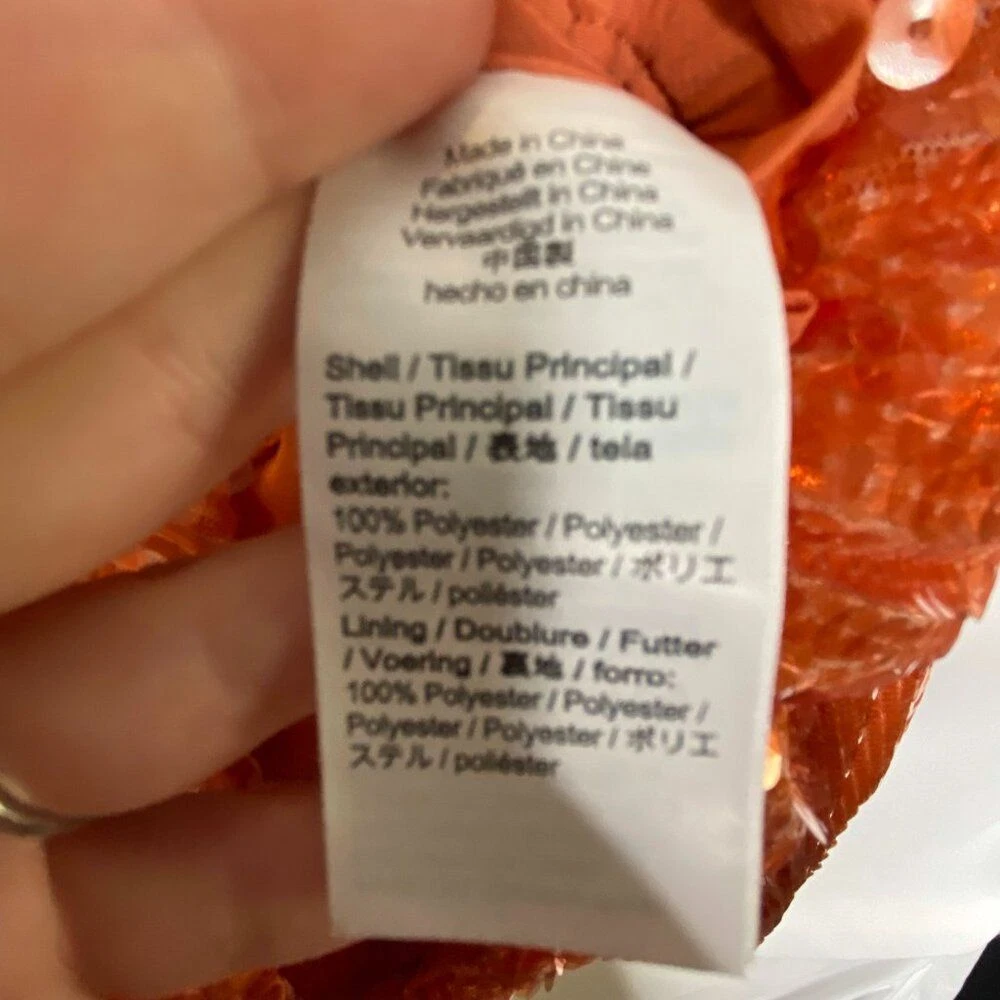 Made in China
Fabriqué en Chine
Hergestellt in China
Vervaardigd in China
中国製
hecho en china
Shell / Tissu Principal /
Tissu Principal / Tissu
Principal / 表地 / tela
exterior:
100% Polyester / Polyester /
Polyester / Polyester / ポリエ
ステル / poliéster
Lining / Doublure / Futter
/ Voering / 裏地 / forro:
100% Polyester / Polyester /
Polyester / Polyester / ポリエ
ステル / poliéster